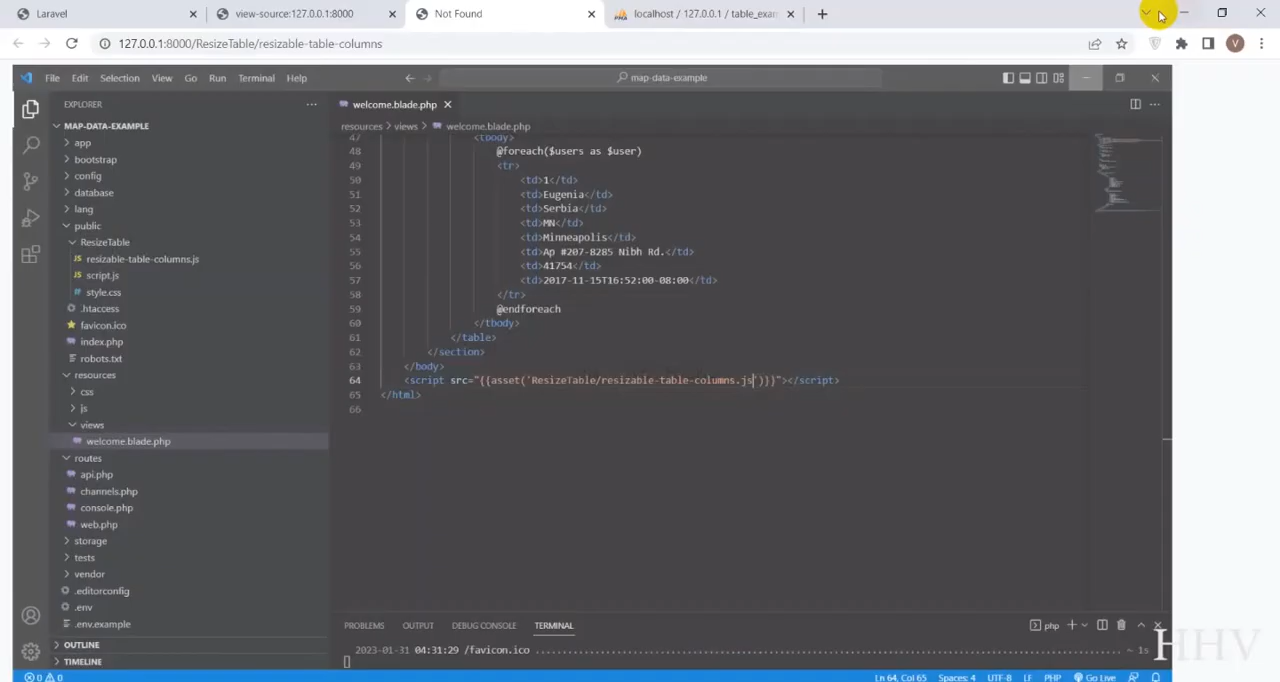 Laravel
view-source:127.0.0.1:8000
Not Found
localhost / 127.0.0.1 / table_exam
127.0.0.1:8000/ResizeTable/resizable-table-columns
V
File Edit Selection View Go Run Terminal Help
map-data-example
EXPLORER
welcome.blade.php
MAP-DATA-EXAMPLE
resources > views > welcome.blade.php
app
bootstrap
config
database
lang
public
ResizeTable
resizable-table-columns.js
script.js
style.css
.htaccess
favicon.ico
index.php
robots.txt
resources
css
js
views
welcome.blade.php
routes
api.php
channels.php
console.php
web.php
storage
tests
vendor
.editorconfig
.env
.env.example
OUTLINE
TIMELINE
47 <tbody>
48 @foreach($users as $user)
49 <tr>
50 <td>1</td>
51 <td>Eugenia</td>
52 <td>Serbia</td>
53 <td>MN</td>
54 <td>Minneapolis</td>
55 <td>Ap #207-8285 Nibh Rd.</td>
56 <td>41754</td>
57 <td>2017-11-15T16:52:00-08:00</td>
58 </tr>
59 @endforeach
60 </tbody>
61 </table>
62 </section>
63 </body>
64 <script src="{{asset('ResizeTable/resizable-table-columns.js')}}"></script>
65 </html>
66
PROBLEMS OUTPUT DEBUG CONSOLE TERMINAL
php
2023-01-31 04:31:29 /favicon.ico ........ ~ 1s
HHV
0 0
Ln 64, Col 65 Spaces: 4 UTF-8 LF PHP Go Live